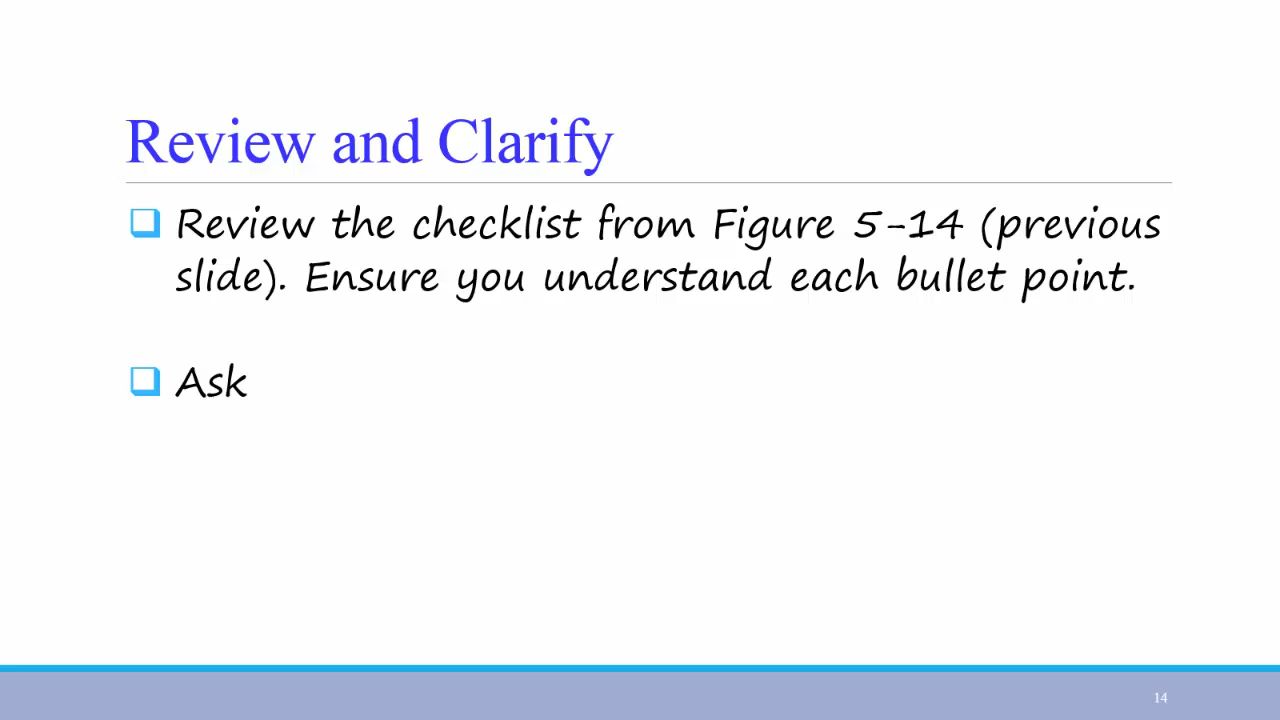 Review and Clarify
Review the checklist from Figure 5-14 (previous
slide). Ensure you understand each bullet point.
Ask
14